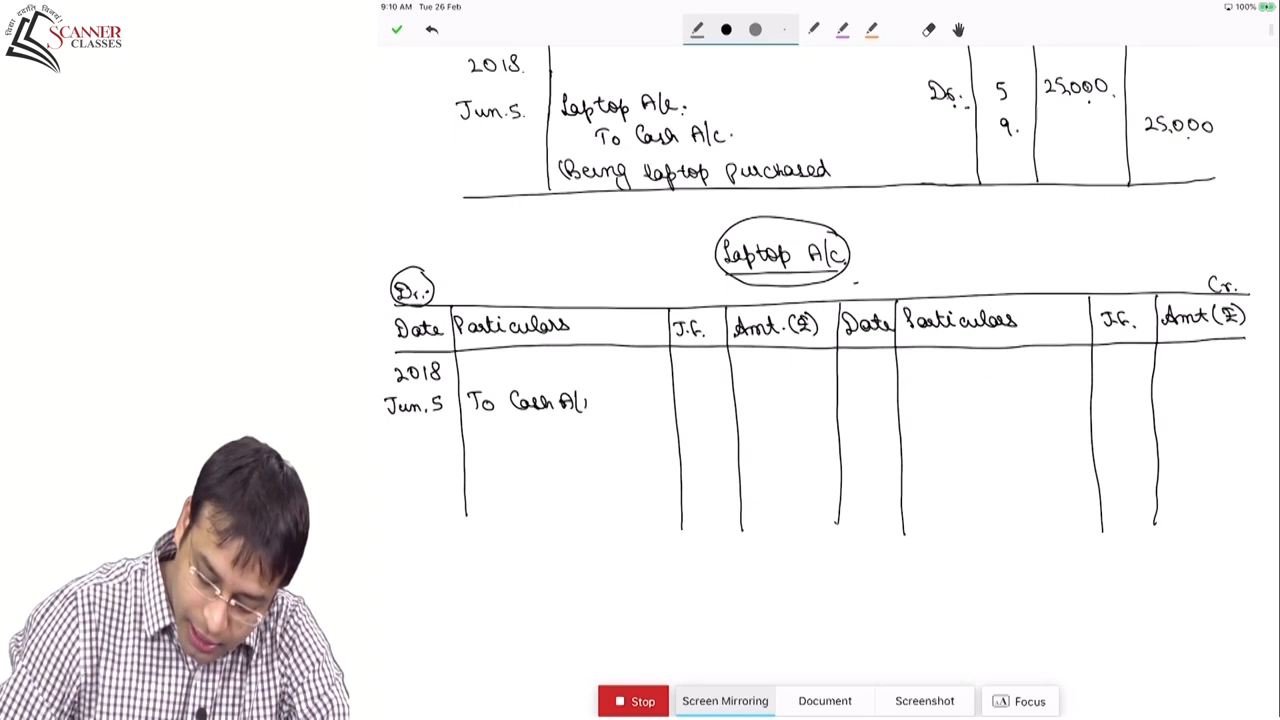 विद्या ददाति विनयं!
SCANNER
CLASSES
9:10 AM Tue 26 Feb
100%
2018.
Jun.5. Laptop A/c. Dr. 5 25,000.
To Cash A/c. 9. 25,000
(Being laptop purchased
Laptop A/c.
Dr. Cr.
Date Particulars J.F. Amt.(₹) Date Particulars J.F. Amt(₹)
2018
Jun.5 To Cash A/
Stop Screen Mirroring Document Screenshot Focus